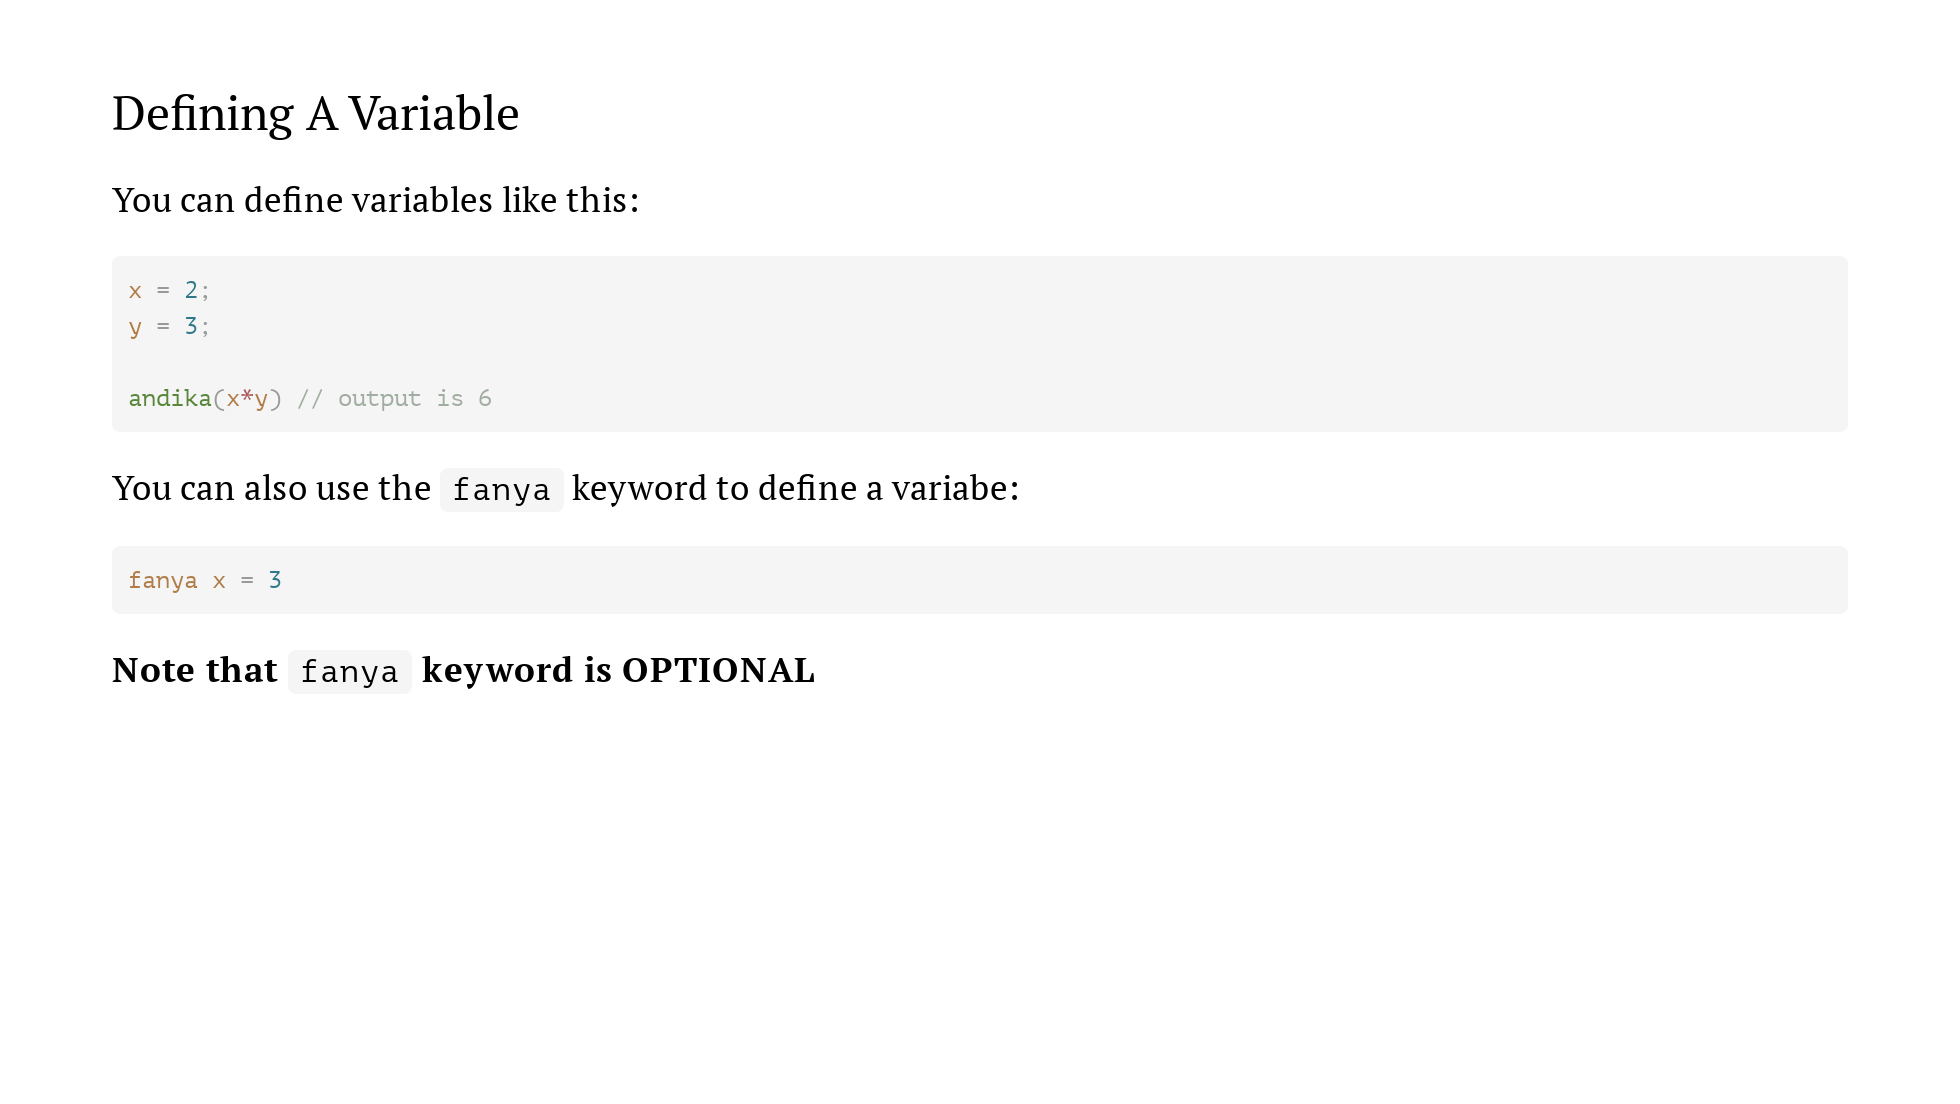 Defining A Variable
You can define variables like this:
x = 2;
y = 3;
andika(x*y) // output is 6
You can also use the fanya keyword to define a variabe:
fanya x = 3
Note that fanya keyword is OPTIONAL